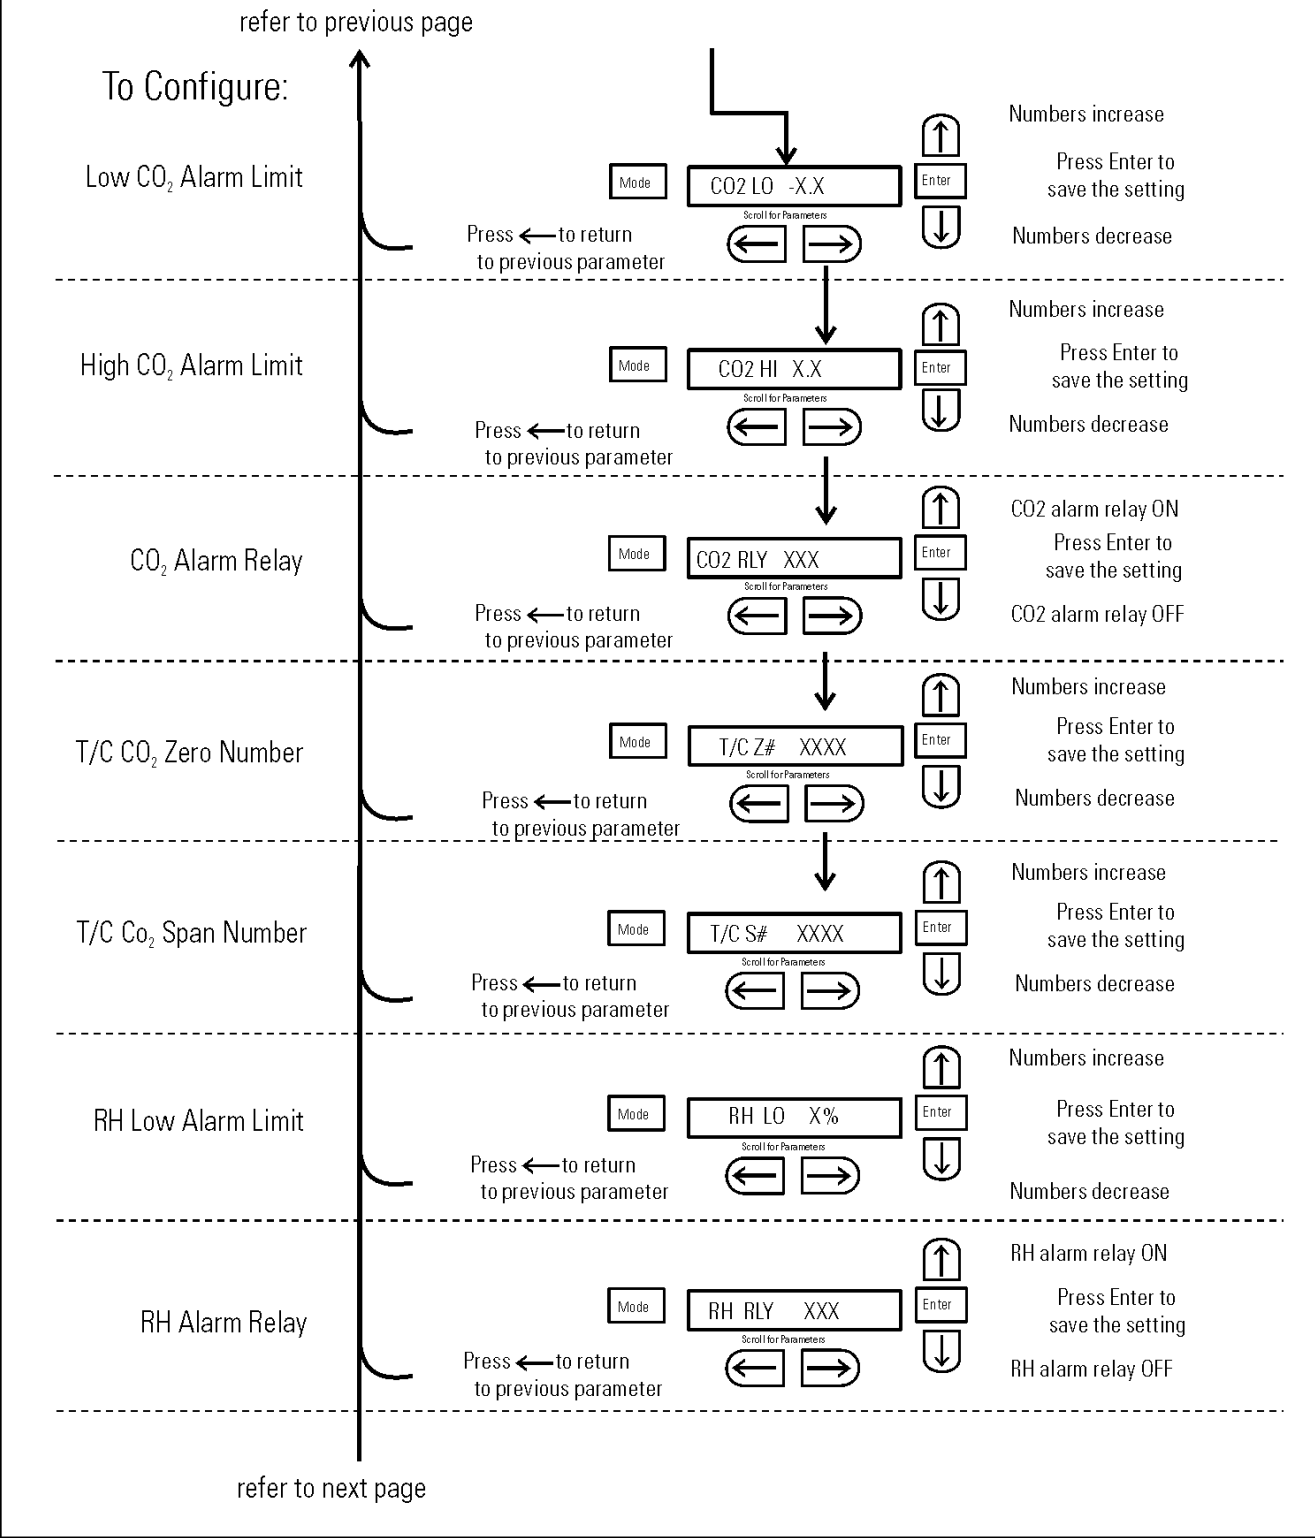 refer to previous page
To Configure:
Low CO₂ Alarm Limit
Mode
CO2 LO -X.X
Scroll for Parameters
Enter
Numbers increase
Press Enter to
save the setting
Numbers decrease
Press ← to return
to previous parameter
High CO₂ Alarm Limit
Mode
CO2 HI X.X
Scroll for Parameters
Enter
Numbers increase
Press Enter to
save the setting
Numbers decrease
Press ← to return
to previous parameter
CO₂ Alarm Relay
Mode
CO2 RLY XXX
Scroll for Parameters
Enter
CO2 alarm relay ON
Press Enter to
save the setting
CO2 alarm relay OFF
Press ← to return
to previous parameter
T/C CO₂ Zero Number
Mode
T/C Z# XXXX
Scroll for Parameters
Enter
Numbers increase
Press Enter to
save the setting
Numbers decrease
Press ← to return
to previous parameter
T/C Co₂ Span Number
Mode
T/C S# XXXX
Scroll for Parameters
Enter
Numbers increase
Press Enter to
save the setting
Numbers decrease
Press ← to return
to previous parameter
RH Low Alarm Limit
Mode
RH LO X%
Scroll for Parameters
Enter
Numbers increase
Press Enter to
save the setting
Numbers decrease
Press ← to return
to previous parameter
RH Alarm Relay
Mode
RH RLY XXX
Scroll for Parameters
Enter
RH alarm relay ON
Press Enter to
save the setting
RH alarm relay OFF
Press ← to return
to previous parameter
refer to next page